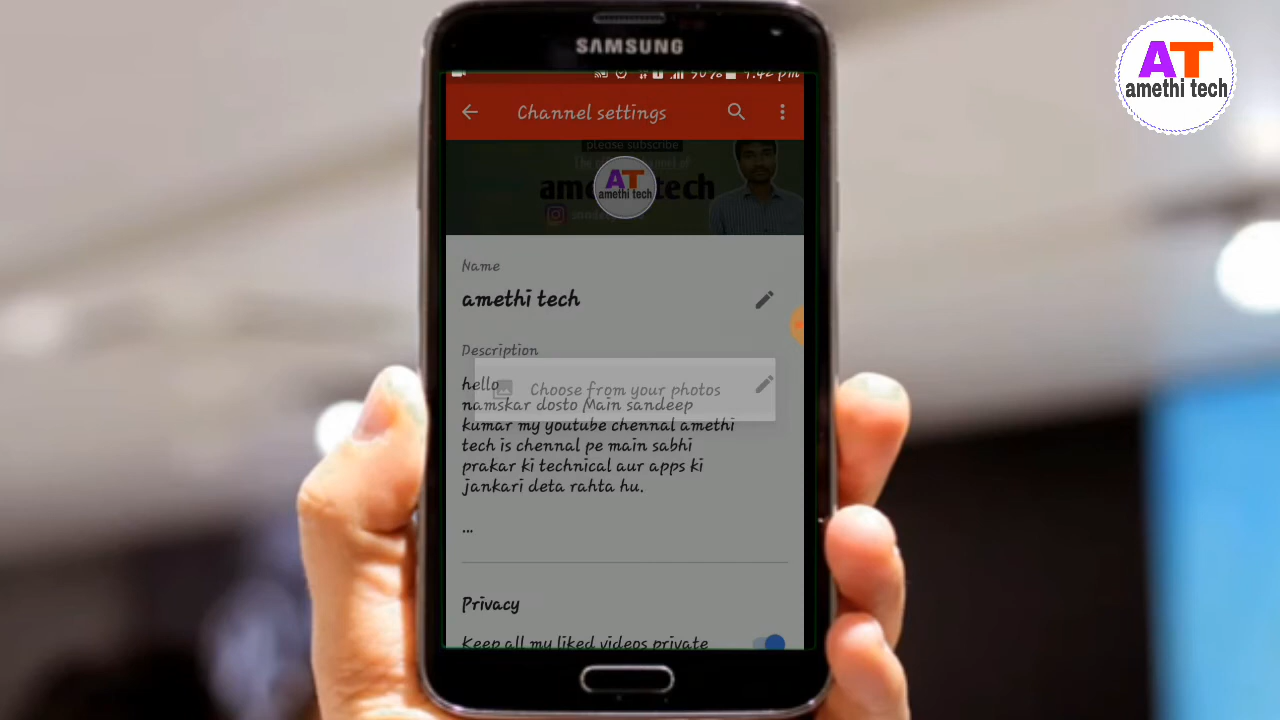 SAMSUNG
AT
amethi tech
Channel settings
please subscribe
AT
amethi tech
Name
amethi tech
Description
hello
Choose from your photos
namskar dosto Main sandeep
kumar my youtube chennal amethi
tech is chennal pe main sabhi
prakar ki technical aur apps ki
jankari deta rahta hu.
...
Privacy
Keep all my liked videos private